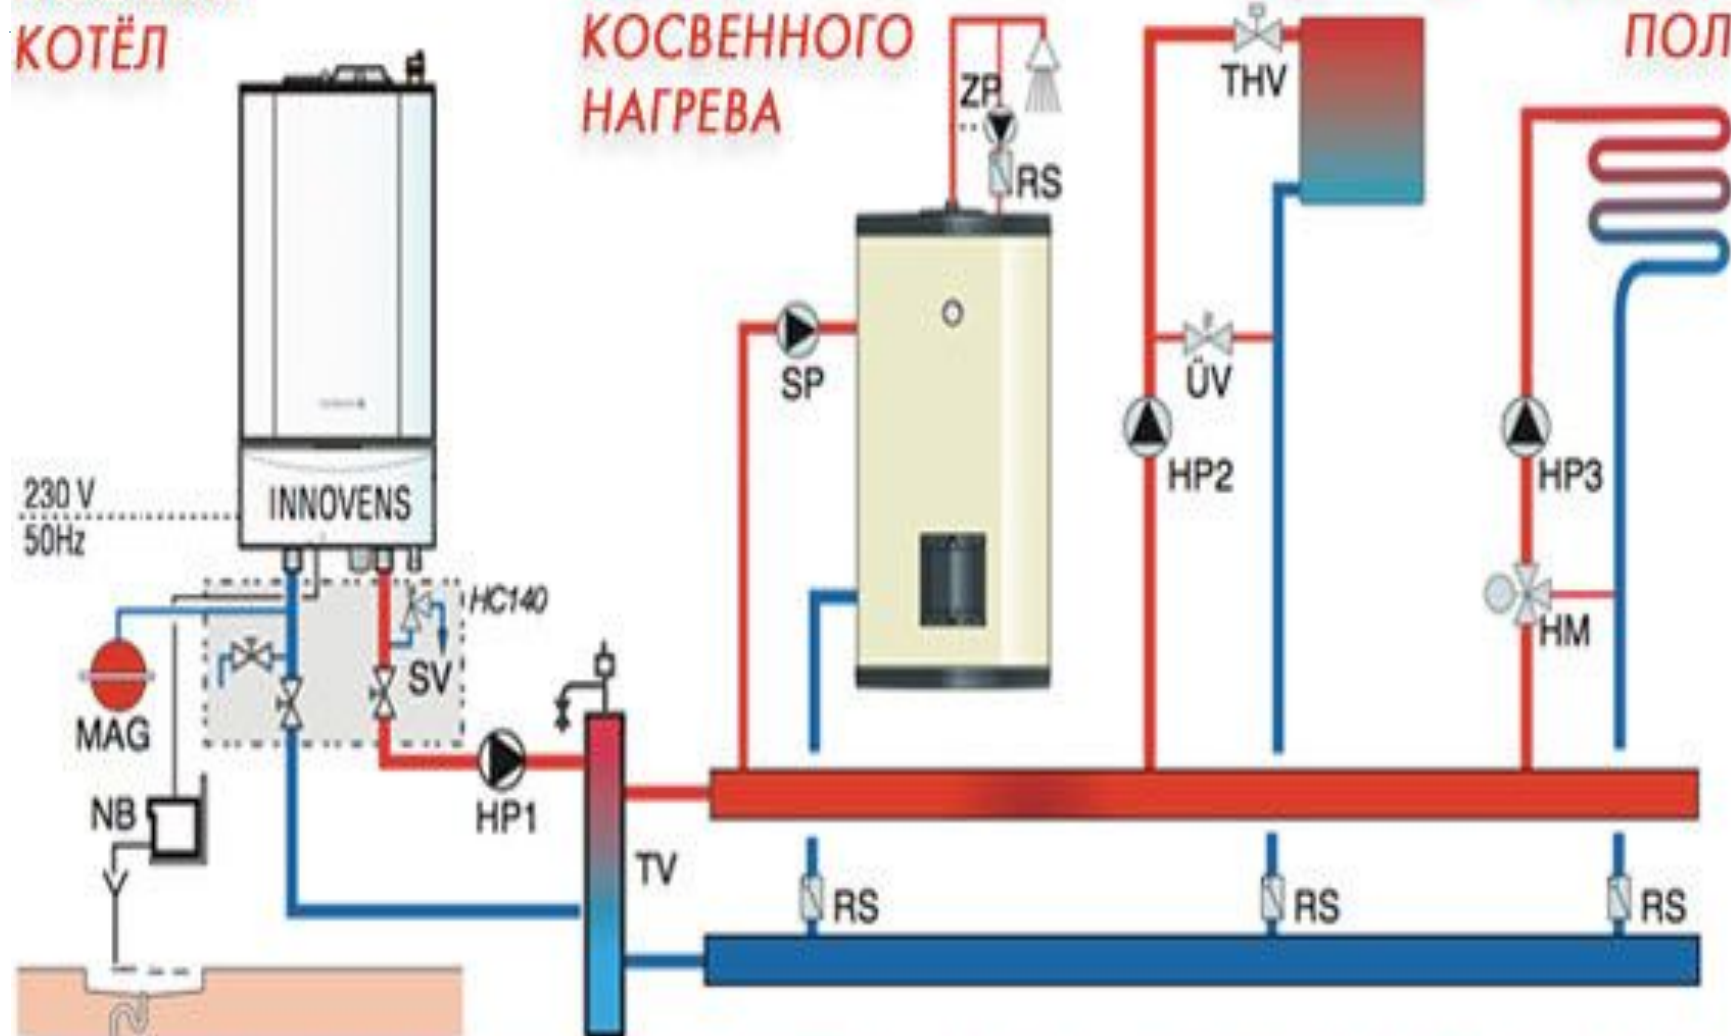 КОТЁЛ
КОСВЕННОГО
НАГРЕВА
ПОЛ
THV
ZP
RS
SP
ÜV
HP2
HP3
230 V
50Hz
INNOVENS
HC140
HM
SV
MAG
HP1
NB
TV
RS
RS
RS